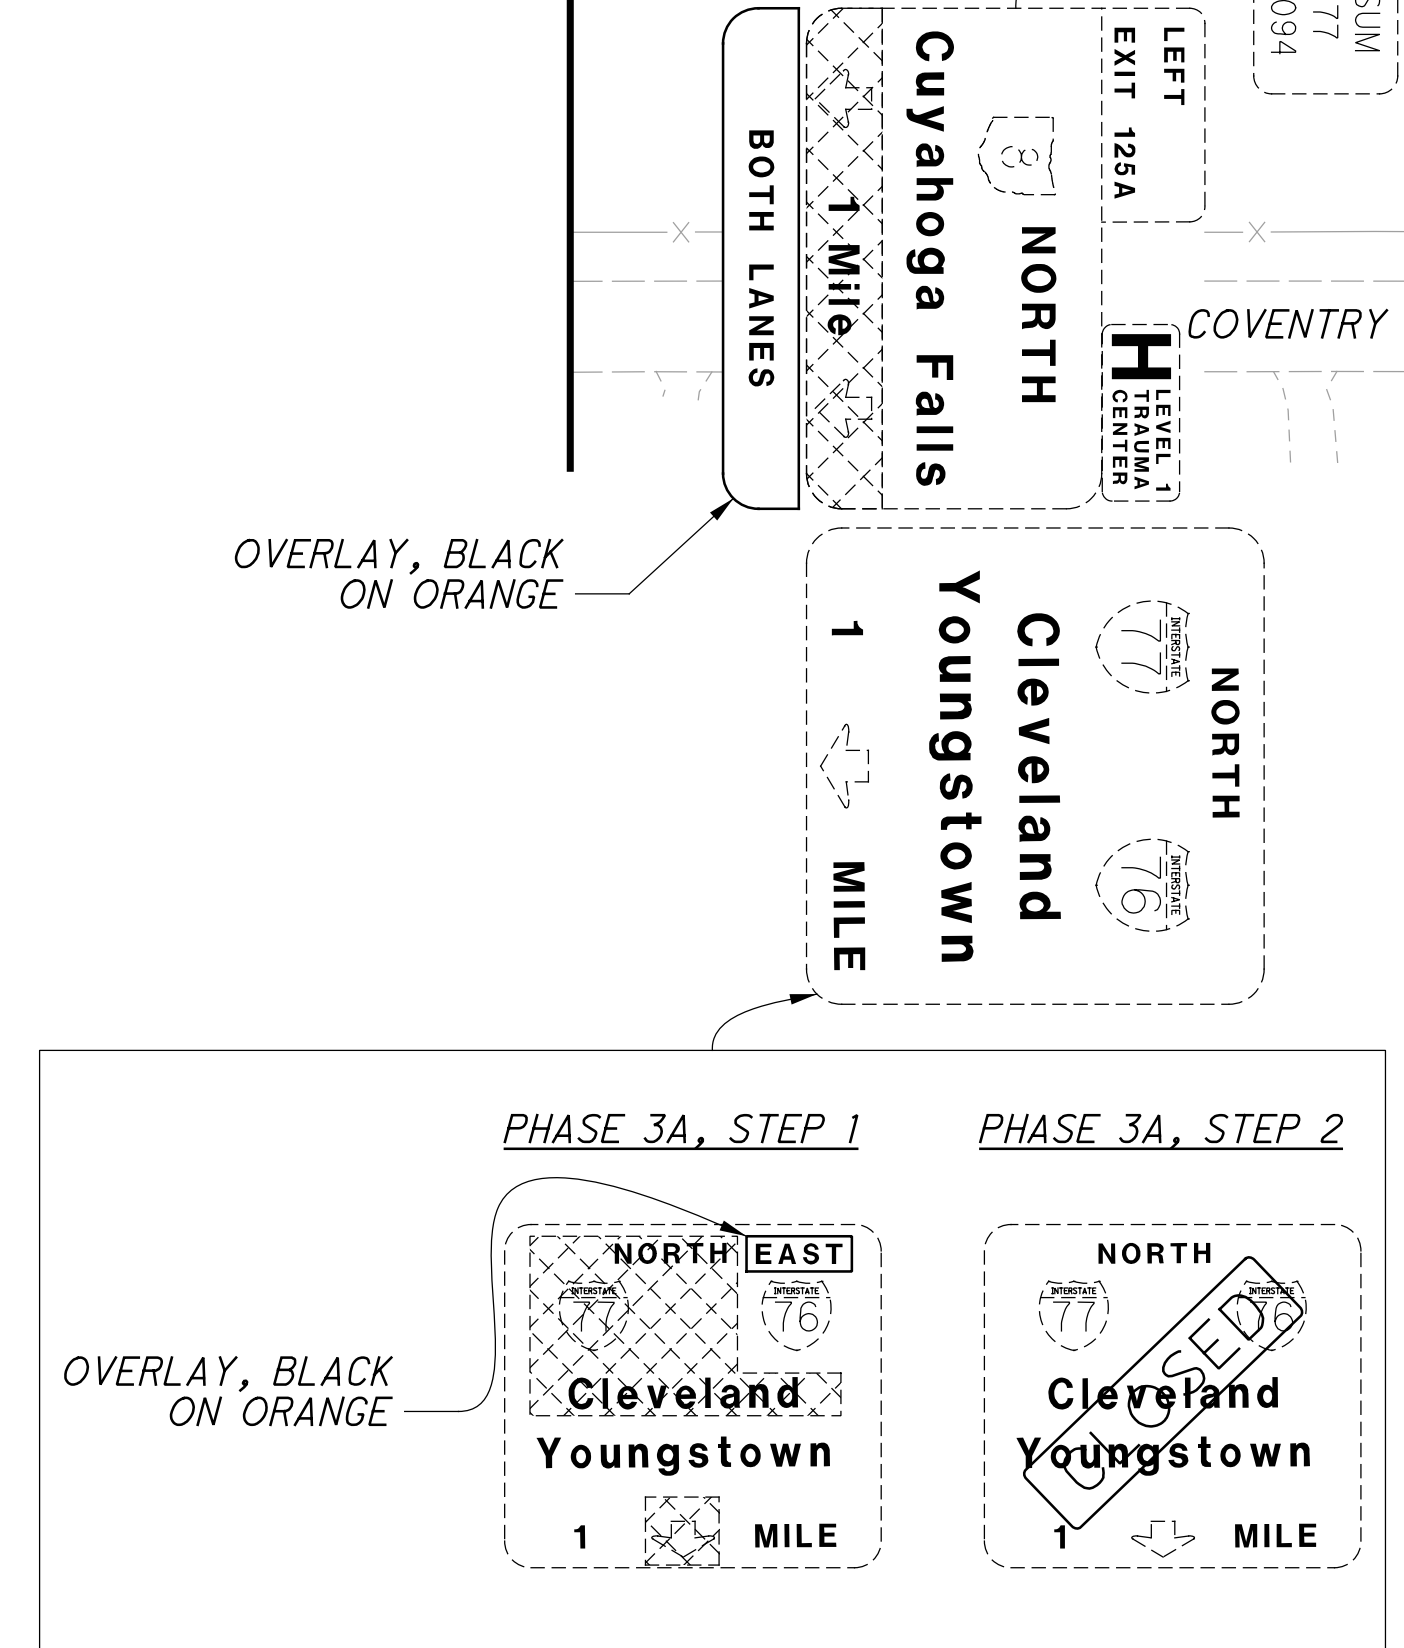 SUM
77
094
LEFT
EXIT 125A
8
NORTH
Cuyahoga Falls
1 Mile
BOTH LANES
H
LEVEL 1
TRAUMA
CENTER
COVENTRY
OVERLAY, BLACK
ON ORANGE
NORTH
INTERSTATE
77
INTERSTATE
76
Cleveland
Youngstown
1 MILE
PHASE 3A, STEP 1
NORTH EAST
INTERSTATE
77
INTERSTATE
76
Cleveland
Youngstown
1 MILE
OVERLAY, BLACK
ON ORANGE
PHASE 3A, STEP 2
NORTH
INTERSTATE
77
INTERSTATE
76
Cleveland
Youngstown
1 MILE
CLOSED